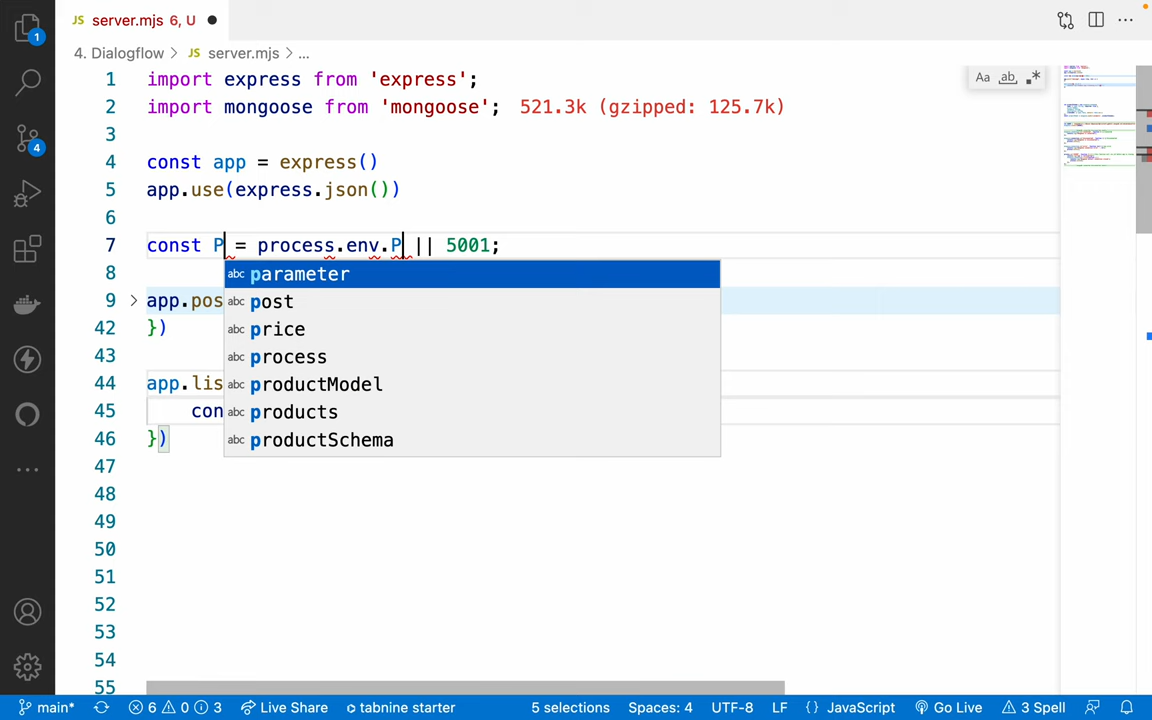 JS server.mjs 6, U ●
4. Dialogflow > JS server.mjs > ...
1 import express from 'express';
Aa ab .*
2 import mongoose from 'mongoose'; 521.3k (gzipped: 125.7k)
3
4 const app = express()
5 app.use(express.json())
6
7 const P = process.env.P || 5001;
8
abc parameter
9 app.pos
abc post
abc price
42 })
abc process
43
44 app.lis
abc productModel
45 con
abc products
46 })
abc productSchema
47
48
49
50
51
52
53
54
55
1
4
main* 6 0 3 Live Share tabnine starter 5 selections Spaces: 4 UTF-8 LF {} JavaScript Go Live 3 Spell